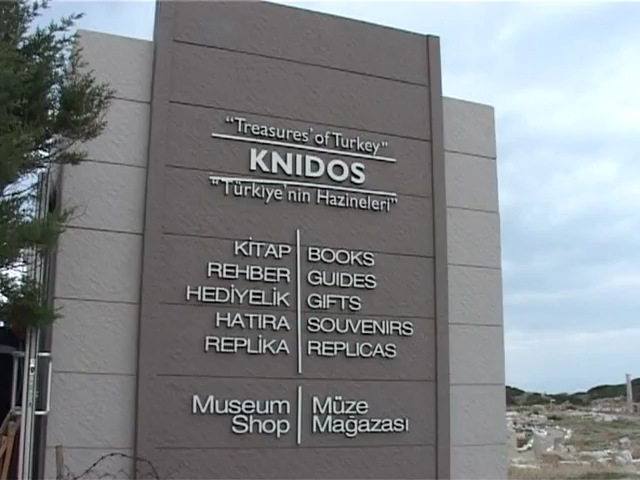 "Treasures' of Turkey"
KNIDOS
"Türkiye'nin Hazineleri"
KİTAP BOOKS
REHBER GUIDES
HEDİYELİK GIFTS
HATIRA SOUVENIRS
REPLİKA REPLICAS
Museum Müze
Shop Mağazası